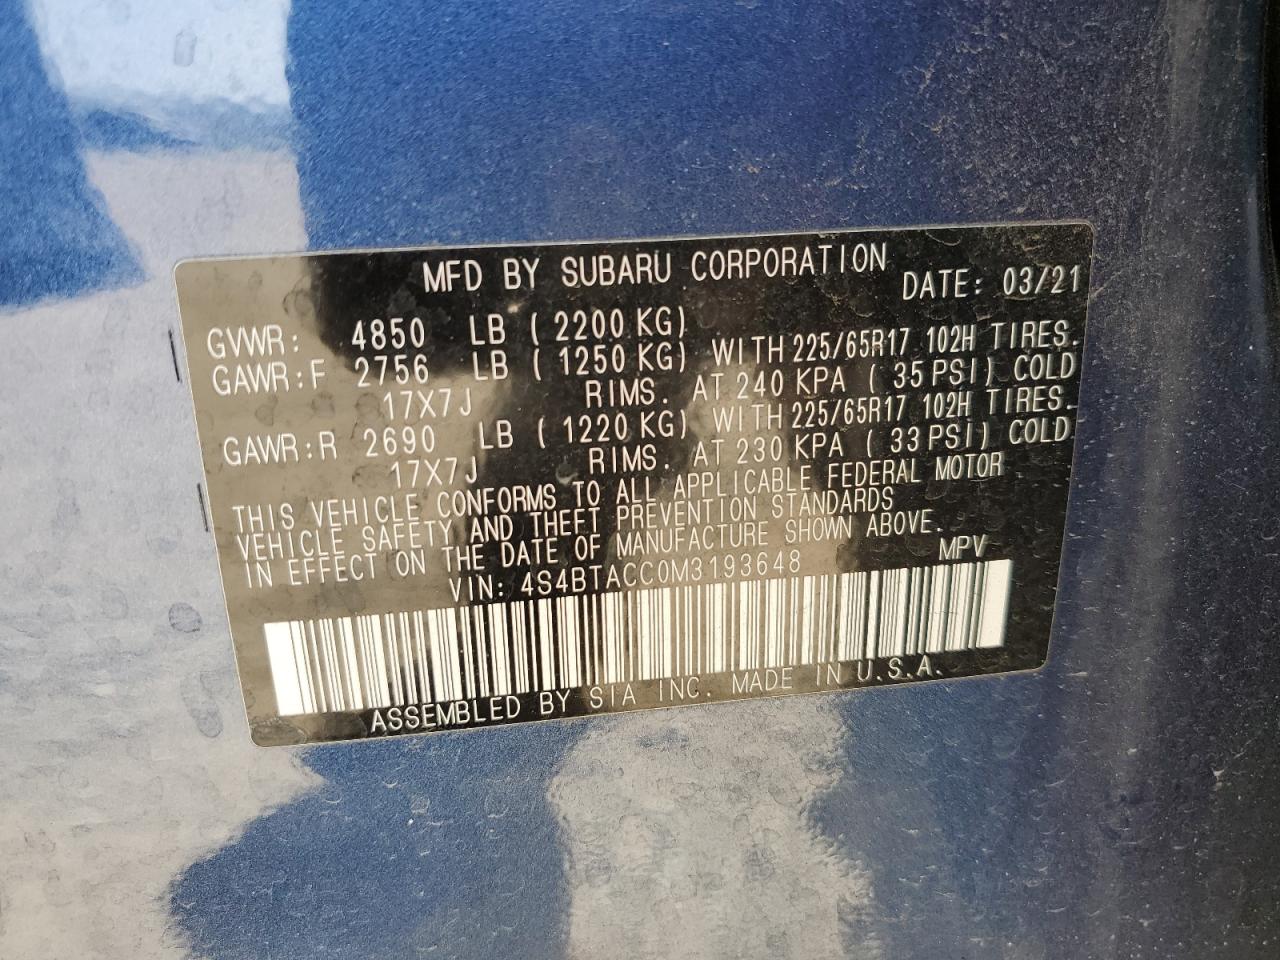 MFD BY SUBARU CORPORATION DATE: 03/21
GVWR: 4850 LB (2200 KG)
GAWR:F 2756 LB (1250 KG) WITH 225/65R17 102H TIRES.
17X7J RIMS. AT 240 KPA (35 PSI) COLD
GAWR:R 2690 LB (1220 KG) WITH 225/65R17 102H TIRES.
17X7J RIMS. AT 230 KPA (33 PSI) COLD
THIS VEHICLE CONFORMS TO ALL APPLICABLE FEDERAL MOTOR
VEHICLE SAFETY AND THEFT PREVENTION STANDARDS
IN EFFECT ON THE DATE OF MANUFACTURE SHOWN ABOVE.
VIN: 4S4BTACC0M3193648 MPV
ASSEMBLED BY SIA INC. MADE IN U.S.A.